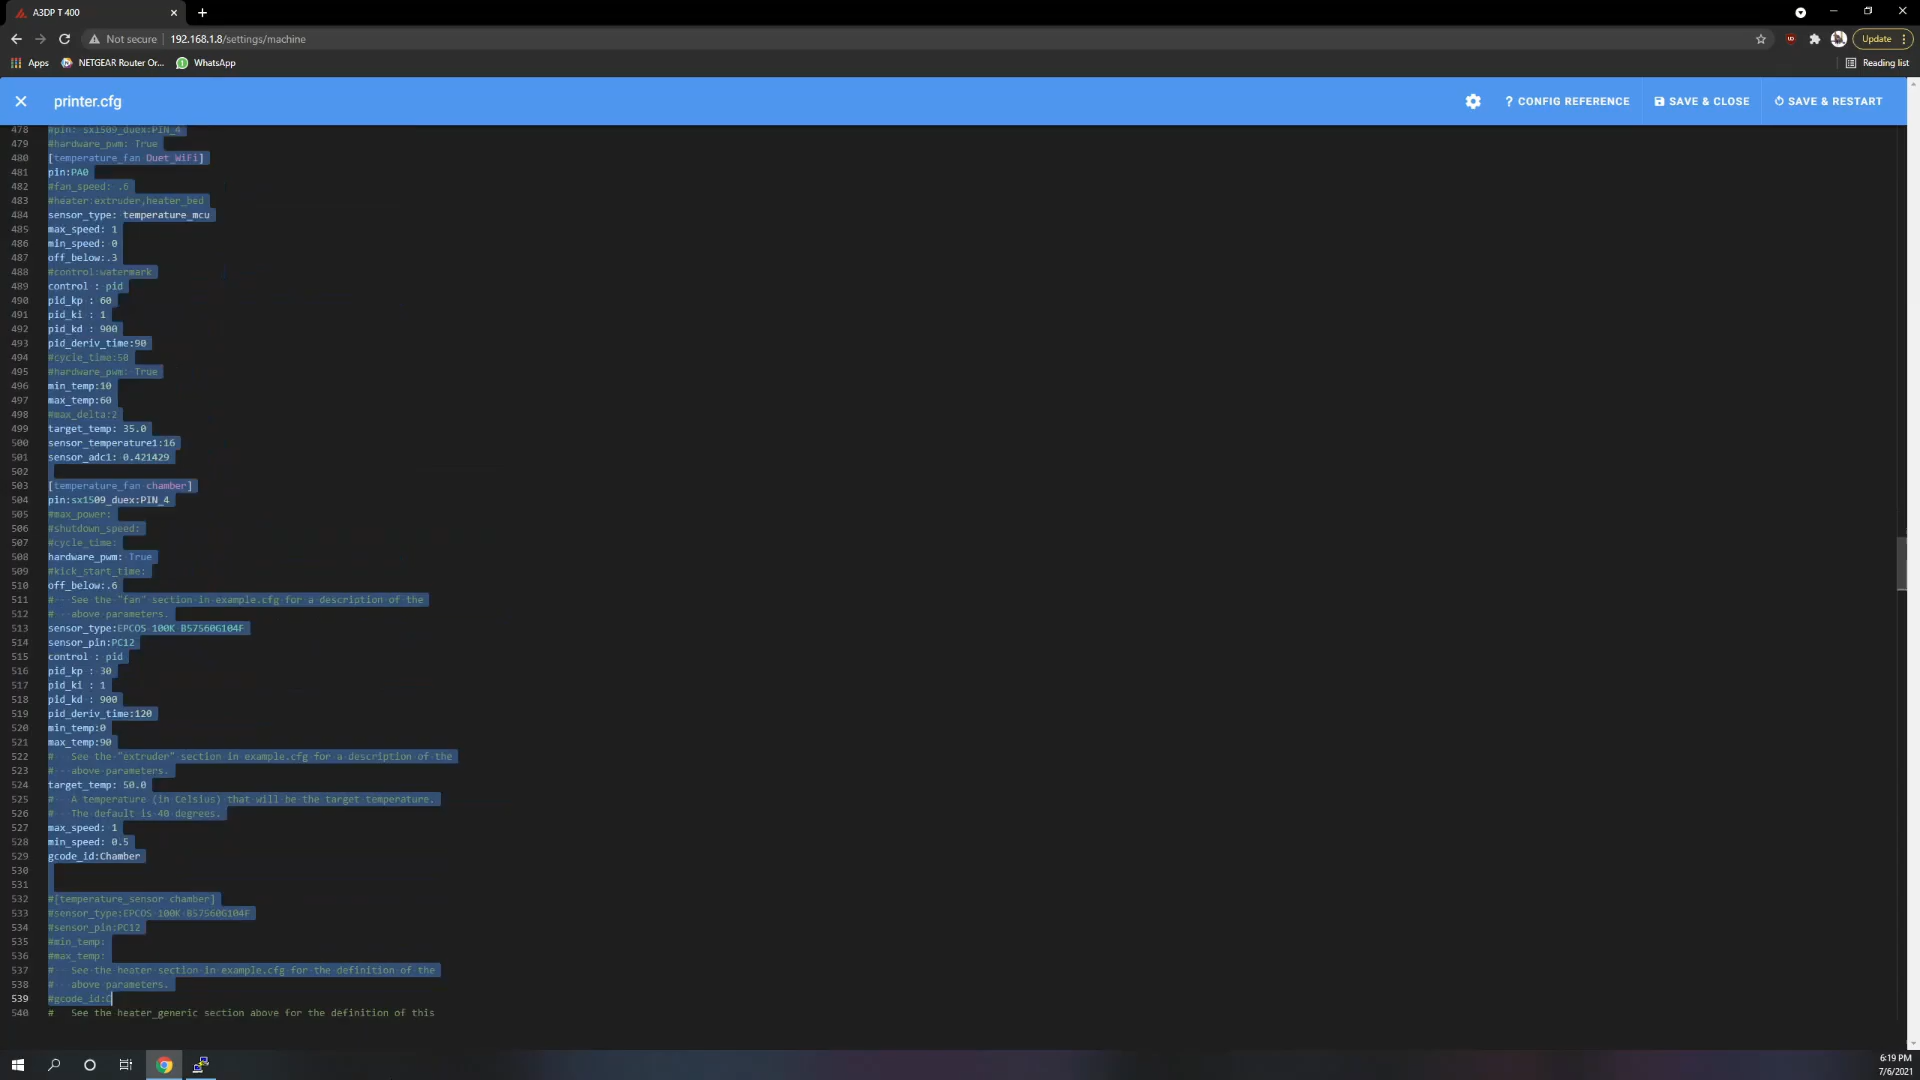 A3DP T 400
Not secure 192.168.1.8/settings/machine
Update
Apps NETGEAR Router Or... WhatsApp Reading list
printer.cfg ? CONFIG REFERENCE SAVE & CLOSE SAVE & RESTART
478 #pin: sx1509_duex:PIN_4
479 #hardware_pwm: True
480 [temperature_fan Duet_WiFi]
481 pin:PA0
482 #fan_speed: .6
483 #heater:extruder,heater_bed
484 sensor_type: temperature_mcu
485 max_speed: 1
486 min_speed: 0
487 off_below:.3
488 #control:watermark
489 control : pid
490 pid_kp : 60
491 pid_ki : 1
492 pid_kd : 900
493 pid_deriv_time:90
494 #cycle_time:50
495 #hardware_pwm: True
496 min_temp:10
497 max_temp:60
498 #max_delta:2
499 target_temp: 35.0
500 sensor_temperature1:16
501 sensor_adc1: 0.421429
502
503 [temperature_fan chamber]
504 pin:sx1509_duex:PIN_4
505 #max_power:
506 #shutdown_speed:
507 #cycle_time:
508 hardware_pwm: True
509 #kick_start_time:
510 off_below:.6
511 # See the "fan" section in example.cfg for a description of the
512 # above parameters.
513 sensor_type:EPCOS 100K B57560G104F
514 sensor_pin:PC12
515 control : pid
516 pid_kp : 30
517 pid_ki : 1
518 pid_kd : 900
519 pid_deriv_time:120
520 min_temp:0
521 max_temp:90
522 # See the "extruder" section in example.cfg for a description of the
523 # above parameters.
524 target_temp: 50.0
525 # A temperature (in Celsius) that will be the target temperature.
526 # The default is 40 degrees.
527 max_speed: 1
528 min_speed: 0.5
529 gcode_id:Chamber
530
531
532 #[temperature_sensor chamber]
533 #sensor_type:EPCOS 100K B57560G104F
534 #sensor_pin:PC12
535 #min_temp:
536 #max_temp:
537 # See the heater section in example.cfg for the definition of the
538 # above parameters.
539 #gcode_id:C
540 # See the heater_generic section above for the definition of this
6:19 PM
7/6/2021